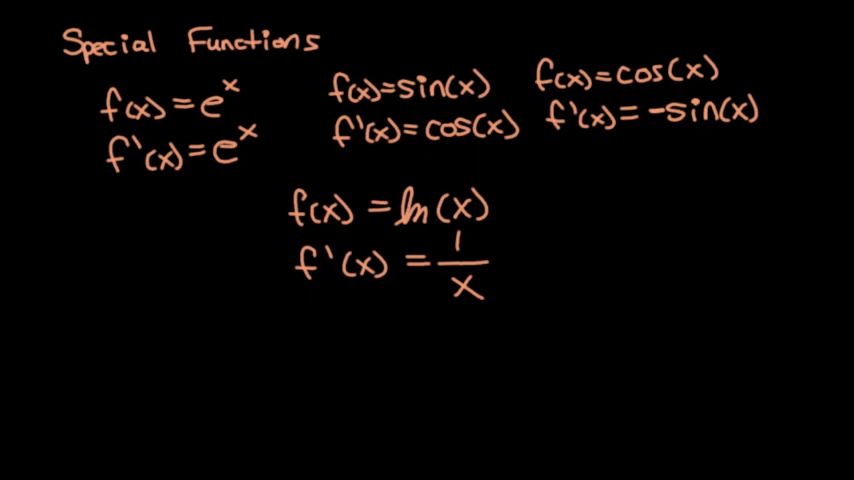 Special Functions
f(x) = e^x
f'(x) = e^x
f(x)=sin(x)
f'(x)=cos(x)
f(x)=cos(x)
f'(x)=-sin(x)
f(x) = ln(x)
f'(x) = 1/x